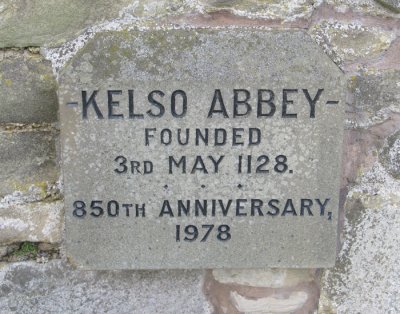 -KELSO ABBEY-
FOUNDED
3RD MAY 1128.
850TH ANNIVERSARY,
1978